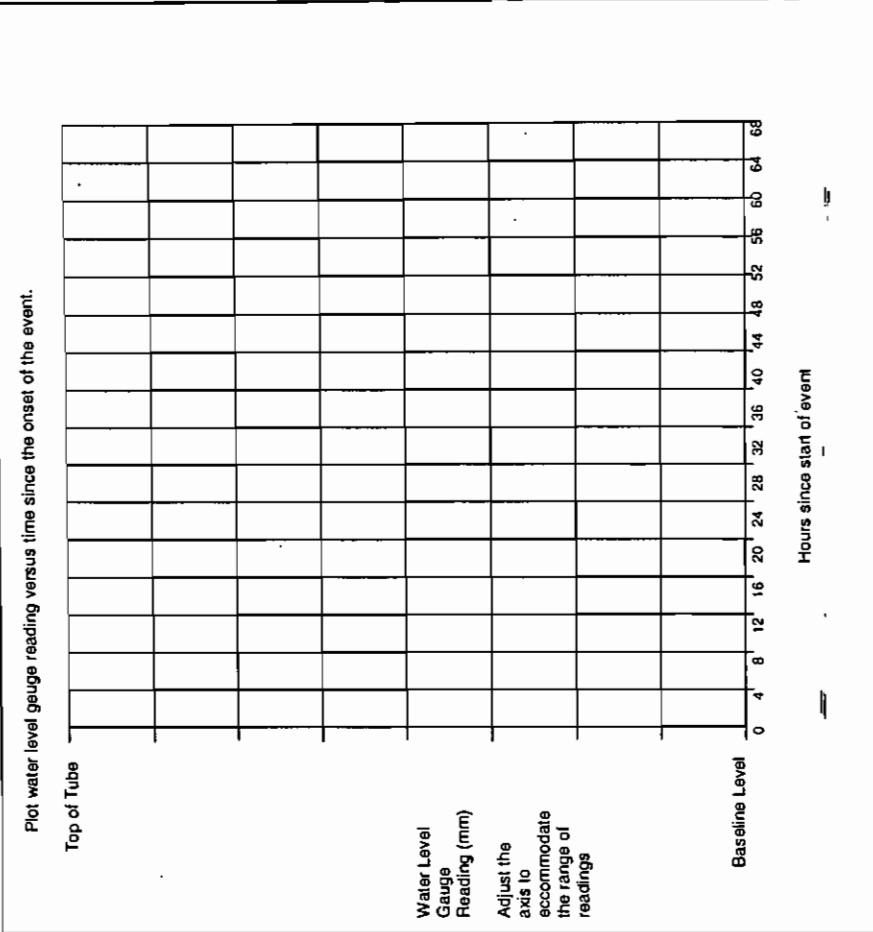 Plot water level geuge reading versus time since the onset of the event.
Top of Tube
Water Level
Gauge
Reading (mm)
Adjust the
axis to
eccommodate
the range of
readings
Baseline Level
0 4 8 12 16 20 24 28 32 36 40 44 48 52 56 60 64 68
Hours since start of event